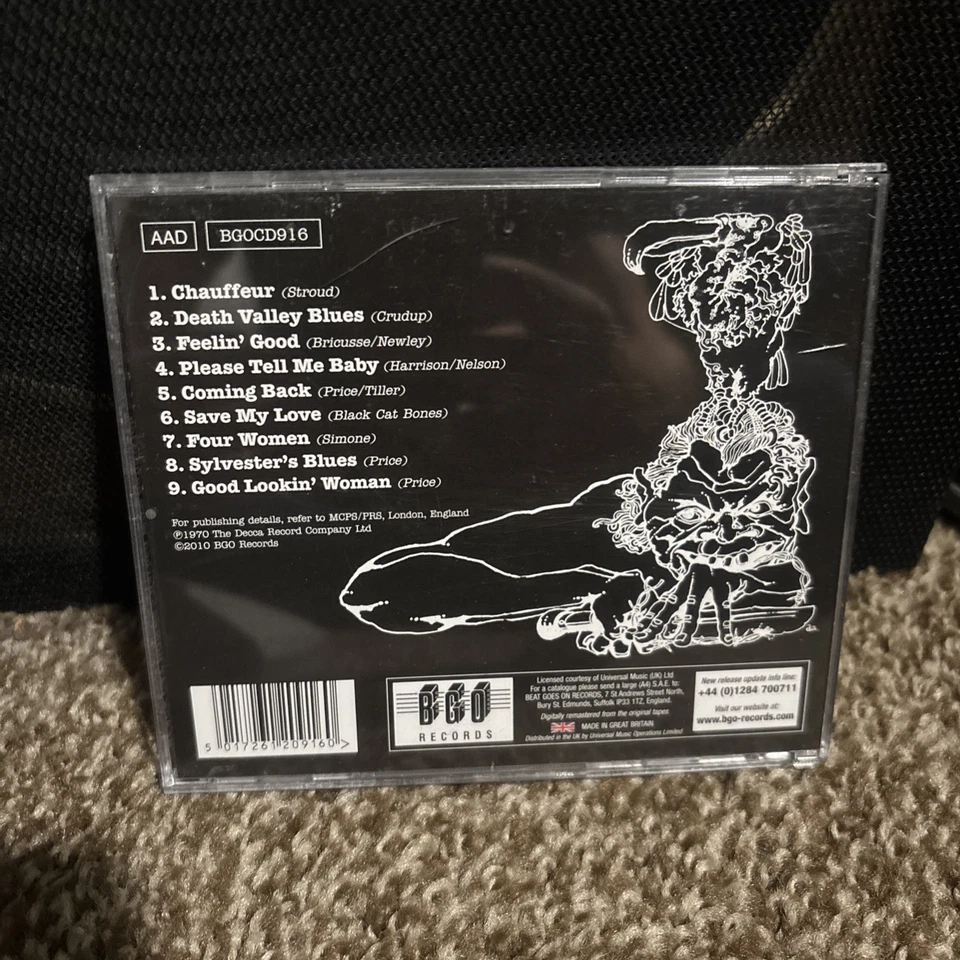 AAD BGOCD916
1. Chauffeur (Stroud)
2. Death Valley Blues (Crudup)
3. Feelin' Good (Bricusse/Newley)
4. Please Tell Me Baby (Harrison/Nelson)
5. Coming Back (Price/Tiller)
6. Save My Love (Black Cat Bones)
7. Four Women (Simone)
8. Sylvester's Blues (Price)
9. Good Lookin' Woman (Price)
For publishing details, refer to MCPS/PRS, London, England
℗1970 The Decca Record Company Ltd
©2010 BGO Records
5 017261 209160 >
BGO
RECORDS
Licensed courtesy of Universal Music (UK) Ltd
For a catalogue please send a large (A4) S.A.E. to:
BEAT GOES ON RECORDS, 7 St Andrews Street North,
Bury St. Edmunds, Suffolk IP33 1TZ, England.
Digitally remastered from the original tapes.
MADE IN GREAT BRITAIN.
Distributed in the UK by Universal Music Operations Limited
New release update info line:
+44 (0)1284 700711
Visit our website at:
www.bgo-records.com